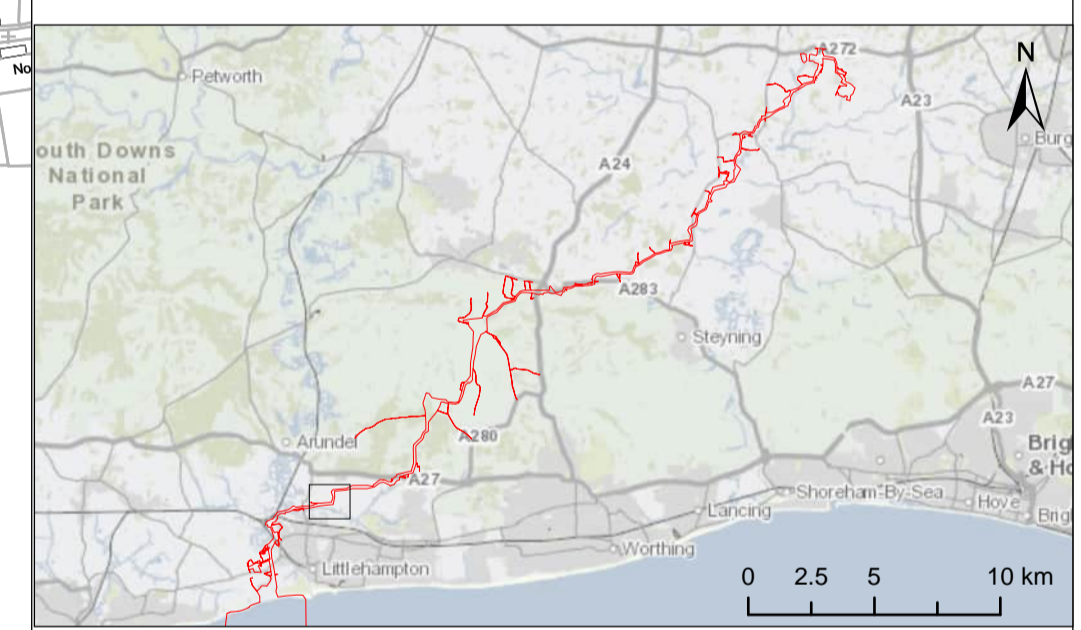 No
A272
N
Petworth
A23
Burg
outh Downs
National
Park
A24
A283
Steyning
A27
A23
Arundel
A280
Brig
& Ho
A27
Shoreham-By-Sea
Hove
Lancing
Brig
Worthing
Littlehampton
0 2.5 5 10 km